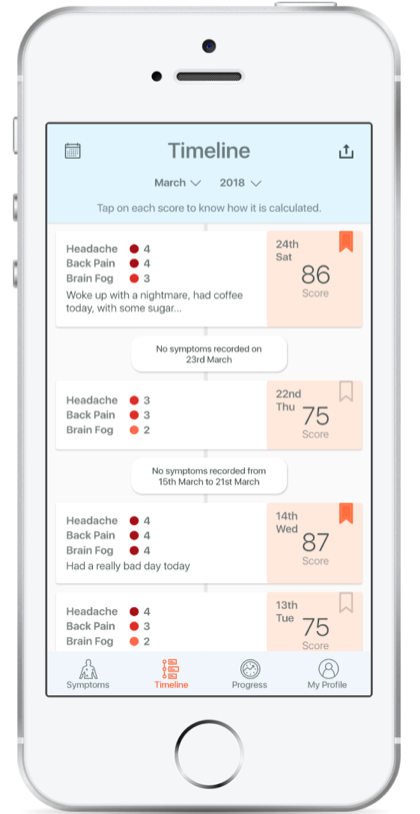 Timeline
March 2018
Tap on each score to know how it is calculated.
Headache 4
Back Pain 4
Brain Fog 3
Woke up with a nightmare, had coffee
today, with some sugar...
24th
Sat
86
Score
No symptoms recorded on
23rd March
Headache 3
Back Pain 3
Brain Fog 2
22nd
Thu
75
Score
No symptoms recorded from
15th March to 21st March
Headache 4
Back Pain 4
Brain Fog 4
Had a really bad day today
14th
Wed
87
Score
Headache 4
Back Pain 3
Brain Fog 2
13th
Tue
75
Score
Symptoms
Timeline
Progress
My Profile